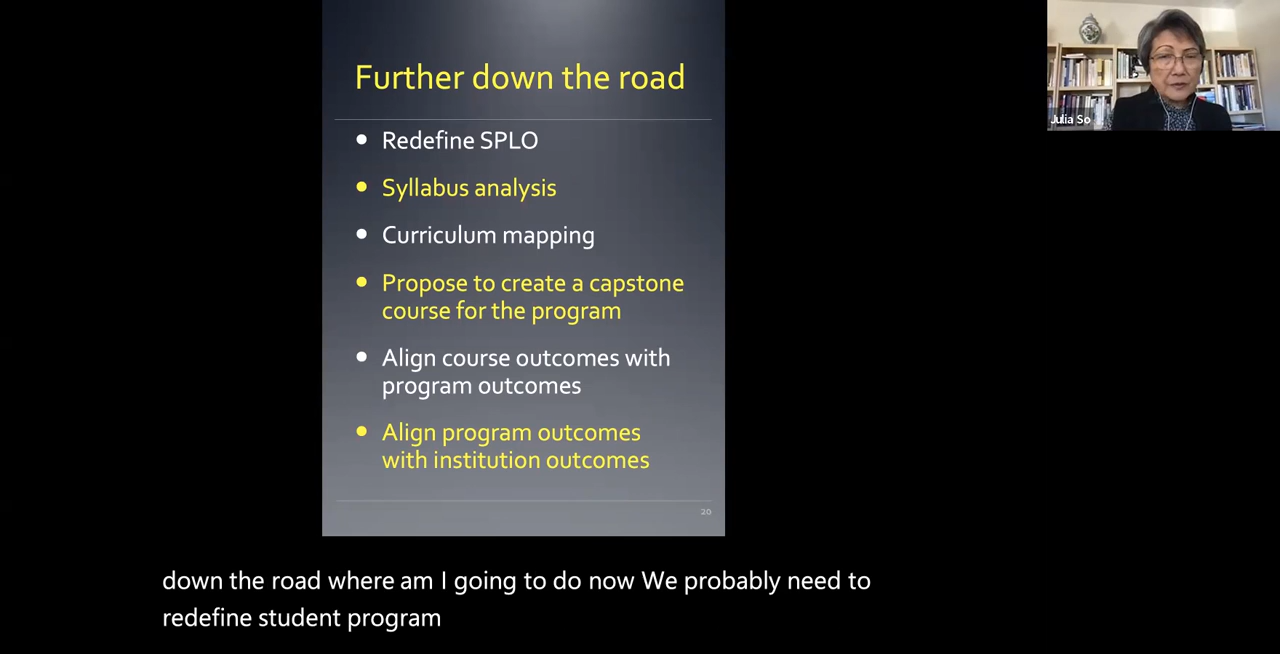 Further down the road
Redefine SPLO
Syllabus analysis
Curriculum mapping
Propose to create a capstone
course for the program
Align course outcomes with
program outcomes
Align program outcomes
with institution outcomes
20
Julia So
down the road where am I going to do now We probably need to
redefine student program